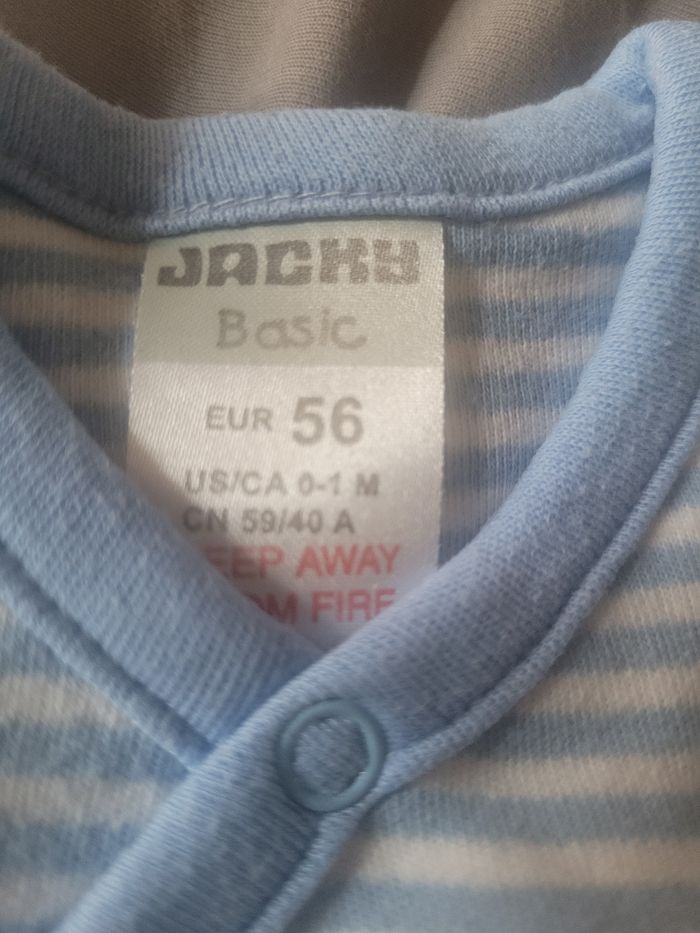 JACKY
Basic
EUR 56
US/CA 0-1 M
CN 59/40 A
AWAY
FIRE